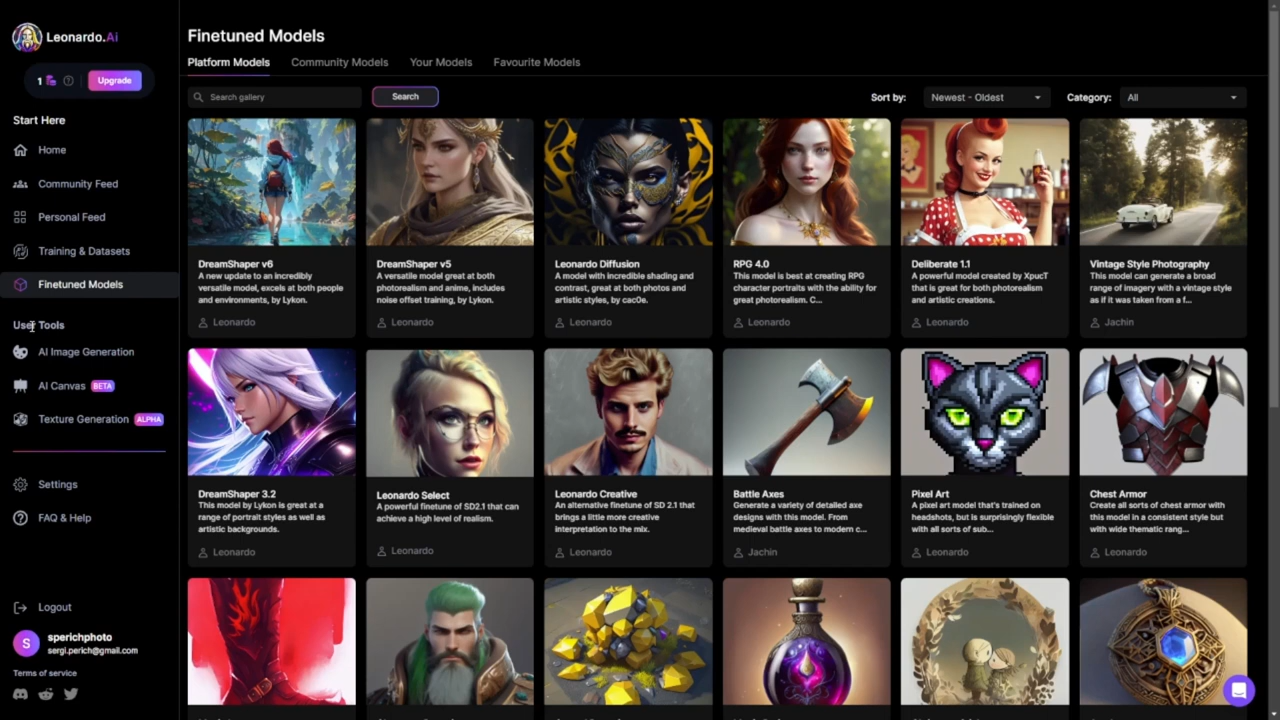 Leonardo.Ai
1
Upgrade
Start Here
Home
Community Feed
Personal Feed
Training & Datasets
Finetuned Models
User Tools
AI Image Generation
AI Canvas BETA
Texture Generation ALPHA
Settings
FAQ & Help
Logout
S
sperichphoto
sergi.perich@gmail.com
Terms of service
Finetuned Models
Platform Models Community Models Your Models Favourite Models
Search gallery Search Sort by: Newest - Oldest Category: All
DreamShaper v6
A new update to an incredibly
versatile model, excels at both people
and environments, by Lykon.
Leonardo
DreamShaper v5
A versatile model great at both
photorealism and anime, includes
noise offset training, by Lykon.
Leonardo
Leonardo Diffusion
A model with incredible shading and
contrast, great at both photos and
artistic styles, by cac0e.
Leonardo
RPG 4.0
This model is best at creating RPG
character portraits with the ability for
great photorealism. C...
Leonardo
Deliberate 1.1
A powerful model created by XpucT
that is great for both photorealism
and artistic creations.
Leonardo
Vintage Style Photography
This model can generate a broad
range of imagery with a vintage style
as if it was taken from a f...
Jachin
DreamShaper 3.2
This model by Lykon is great at a
range of portrait styles as well as
artistic backgrounds.
Leonardo
Leonardo Select
A powerful finetune of SD2.1 that can
achieve a high level of realism.
Leonardo
Leonardo Creative
An alternative finetune of SD 2.1 that
brings a little more creative
interpretation to the mix.
Leonardo
Battle Axes
Generate a variety of detailed axe
designs with this model. From
medieval battle axes to modern c...
Jachin
Pixel Art
A pixel art model that's trained on
headshots, but is surprisingly flexible
with all sorts of sub...
Leonardo
Chest Armor
Create all sorts of chest armor with
this model in a consistent style but
with wide thematic rang...
Leonardo